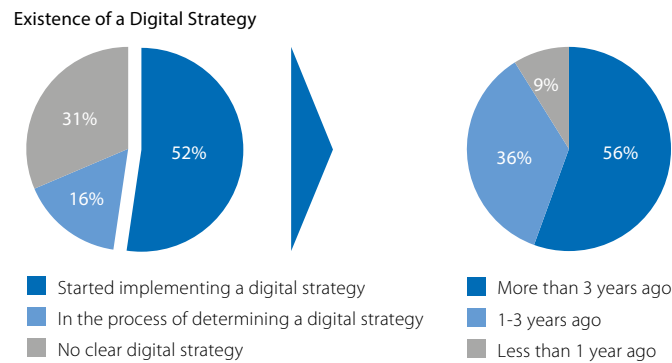 Existence of a Digital Strategy
31%
52%
16%
9%
36%
56%
Started implementing a digital strategy
In the process of determining a digital strategy
No clear digital strategy
More than 3 years ago
1-3 years ago
Less than 1 year ago